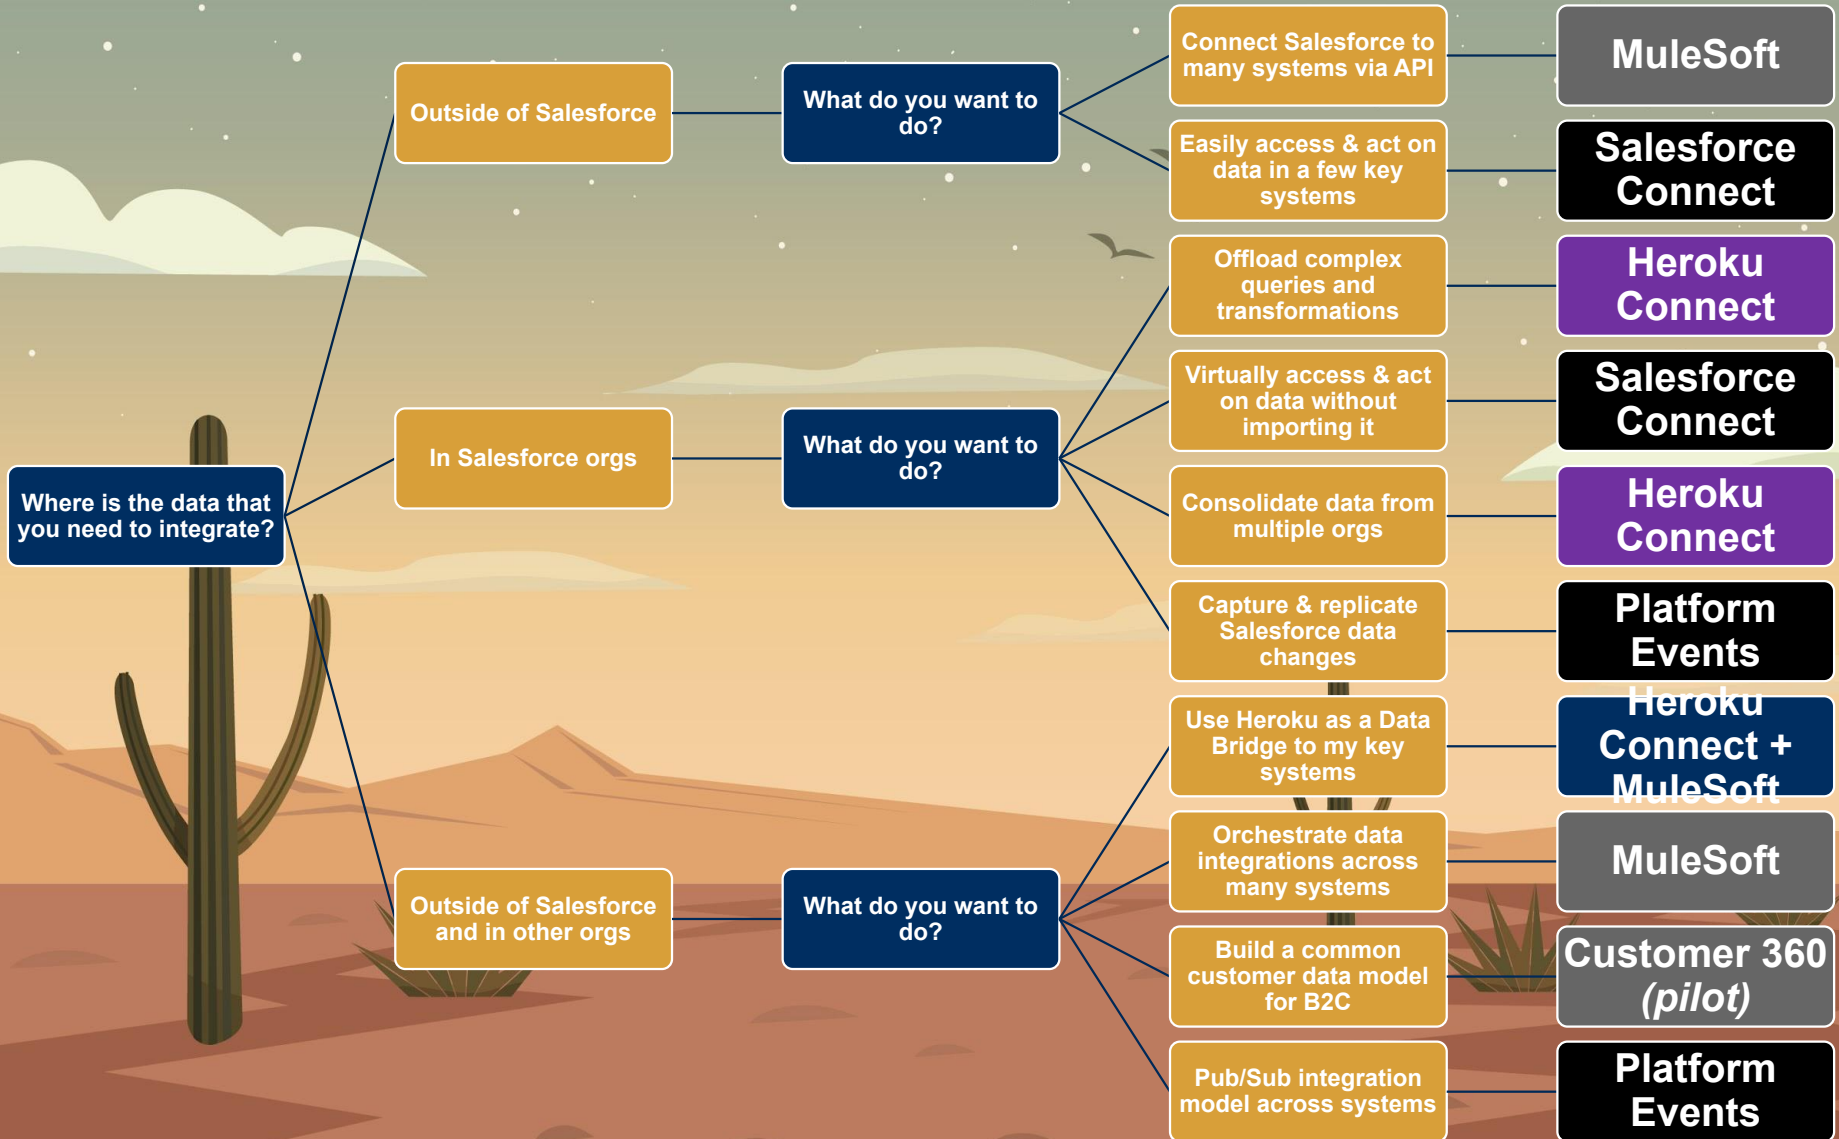 Where is the data that
you need to integrate?
Outside of Salesforce
What do you want to
do?
Connect Salesforce to
many systems via API
MuleSoft
Easily access & act on
data in a few key
systems
Salesforce
Connect
In Salesforce orgs
What do you want to
do?
Offload complex
queries and
transformations
Heroku
Connect
Virtually access & act
on data without
importing it
Salesforce
Connect
Consolidate data from
multiple orgs
Heroku
Connect
Capture & replicate
Salesforce data
changes
Platform
Events
Outside of Salesforce
and in other orgs
What do you want to
do?
Use Heroku as a Data
Bridge to my key
systems
Heroku
Connect +
MuleSoft
Orchestrate data
integrations across
many systems
MuleSoft
Build a common
customer data model
for B2C
Customer 360
(pilot)
Pub/Sub integration
model across systems
Platform
Events